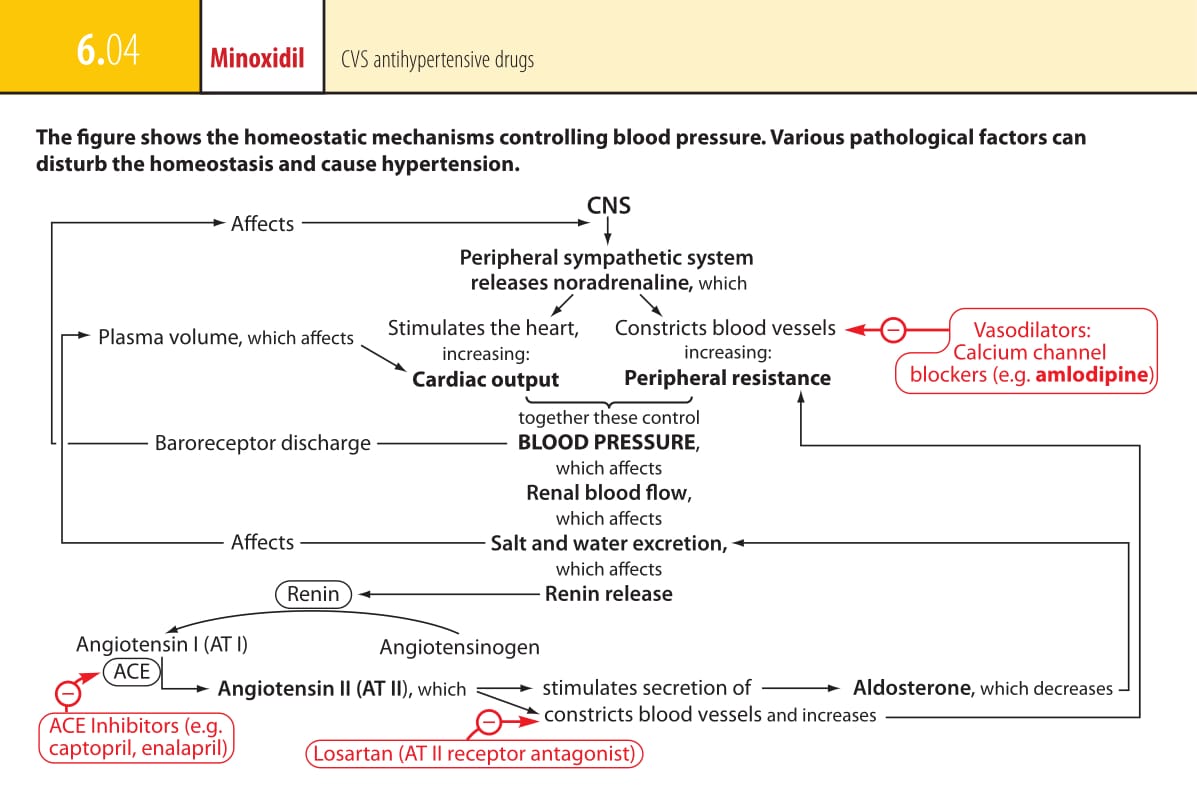 6.04
Minoxidil
CVS antihypertensive drugs
The figure shows the homeostatic mechanisms controlling blood pressure. Various pathological factors can
disturb the homeostasis and cause hypertension.
CNS
Affects
Peripheral sympathetic system
releases noradrenaline, which
Plasma volume, which affects
Stimulates the heart,
increasing:
Cardiac output
Constricts blood vessels
increasing:
Peripheral resistance
Vasodilators:
Calcium channel
blockers (e.g. amlodipine)
together these control
Baroreceptor discharge
BLOOD PRESSURE,
which affects
Renal blood flow,
which affects
Affects
Salt and water excretion,
which affects
Renin
Renin release
Angiotensin I (AT I)
Angiotensinogen
ACE
Angiotensin II (AT II), which
stimulates secretion of
Aldosterone, which decreases
constricts blood vessels and increases
ACE Inhibitors (e.g.
captopril, enalapril)
Losartan (AT II receptor antagonist)